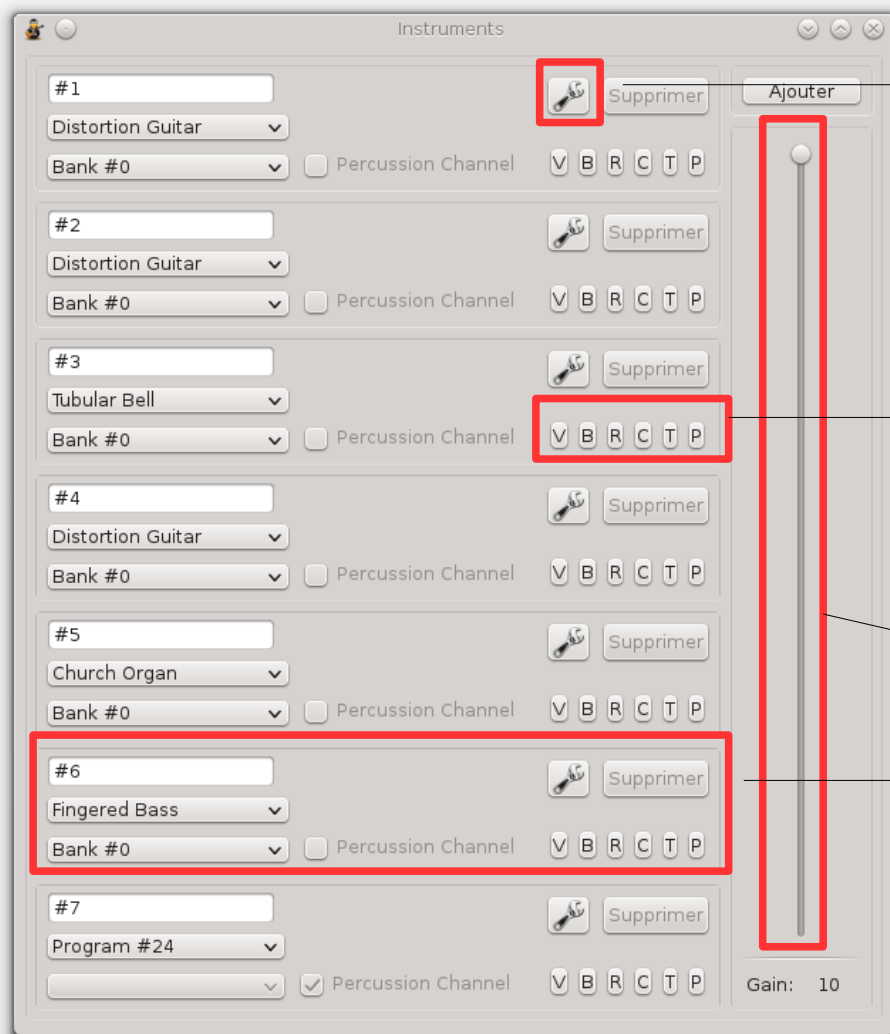 Instruments
#1
Supprimer
Ajouter
Distortion Guitar
Bank #0
Percussion Channel
V B R C T P
#2
Supprimer
Distortion Guitar
Bank #0
Percussion Channel
V B R C T P
#3
Supprimer
Tubular Bell
Bank #0
Percussion Channel
V B R C T P
#4
Supprimer
Distortion Guitar
Bank #0
Percussion Channel
V B R C T P
#5
Supprimer
Church Organ
Bank #0
Percussion Channel
V B R C T P
#6
Supprimer
Fingered Bass
Bank #0
Percussion Channel
V B R C T P
#7
Supprimer
Program #24
Percussion Channel
V B R C T P
Gain: 10